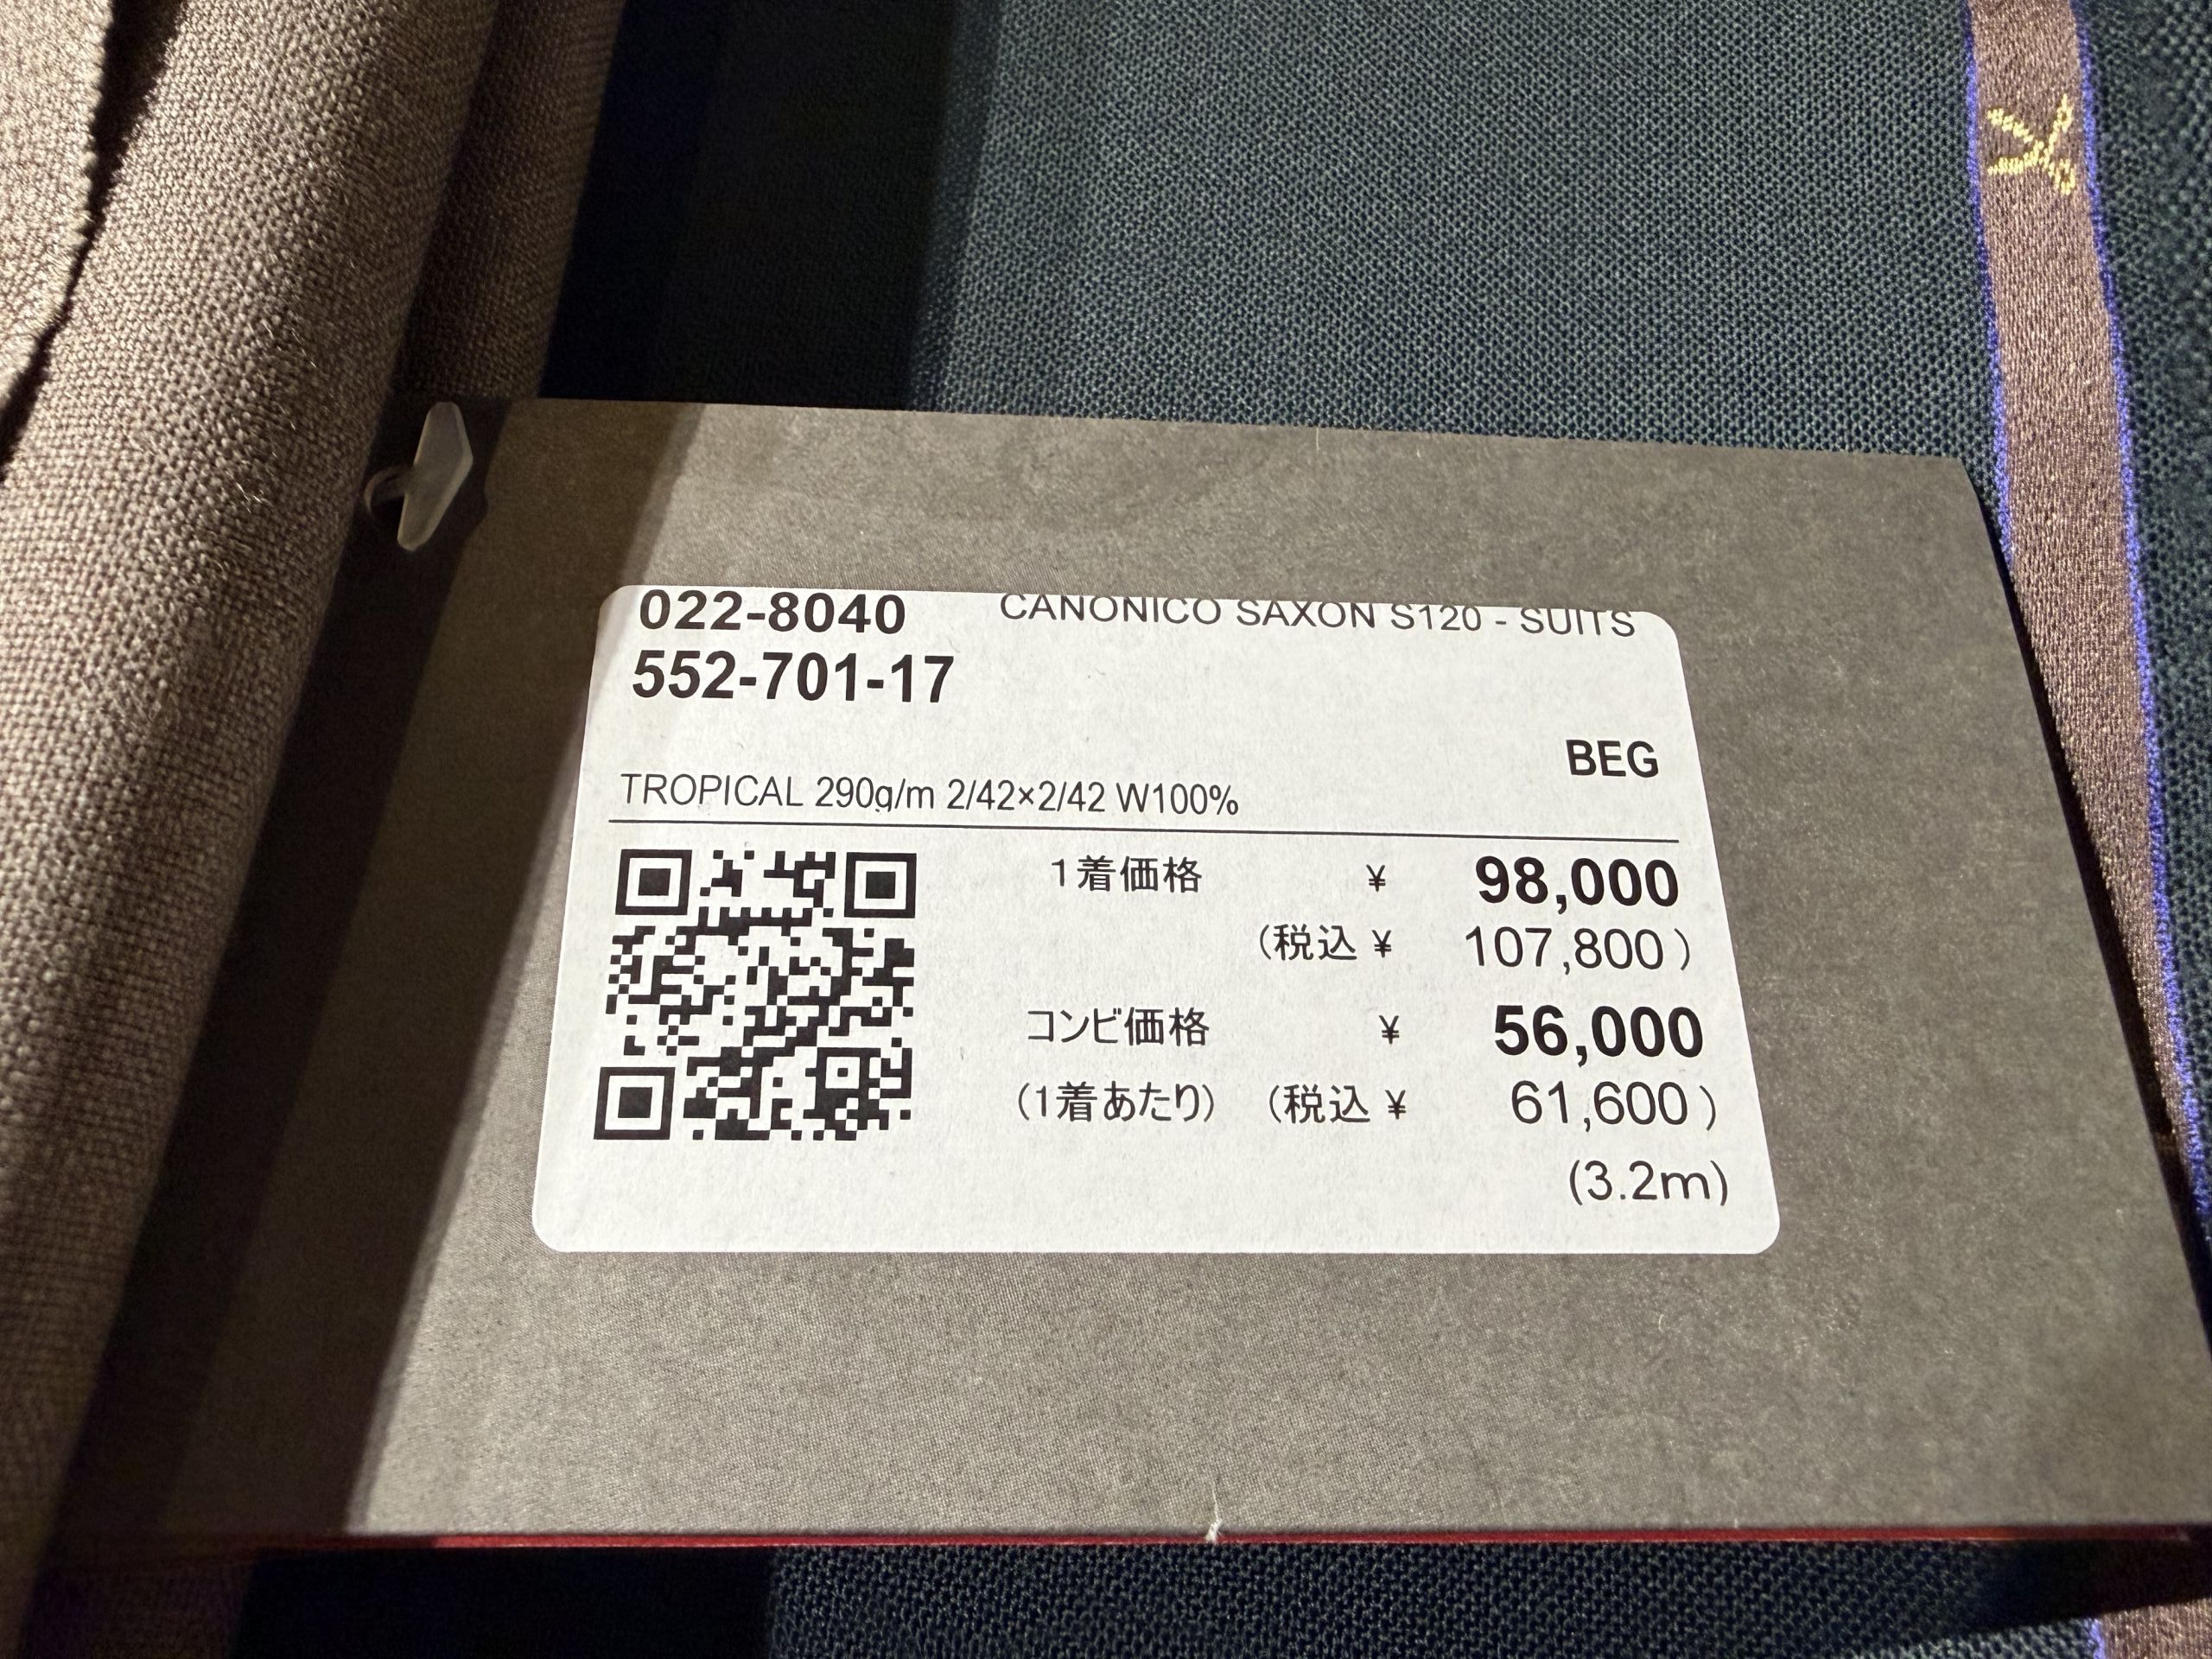 022-8040 CANONICO SAXON S120 - SUITS
552-701-17
BEG
TROPICAL 290g/m 2/42×2/42 W100%
1着価格 ¥ 98,000
(税込 ¥ 107,800)
コンビ価格 ¥ 56,000
(1着あたり) (税込 ¥ 61,600)
(3.2m)